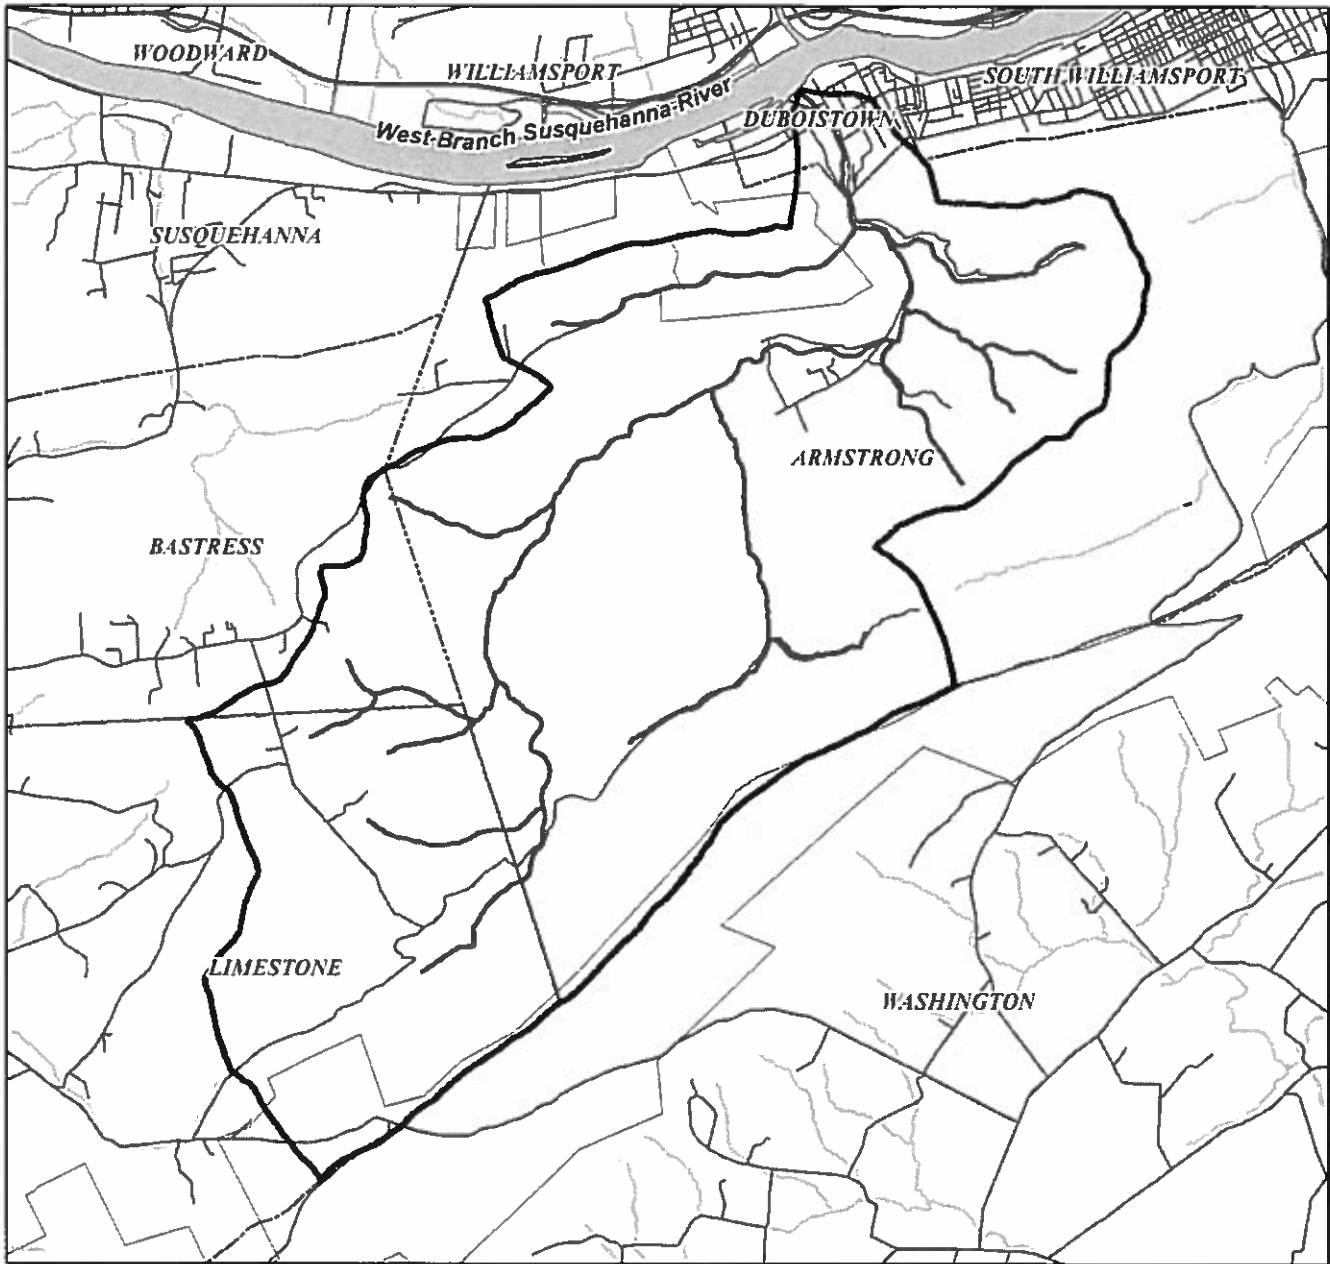 WOODWARD
WILLIAMSPORT
SOUTH WILLIAMSPORT
West-Branch Susquehanna-River
DUBOISTOWN
SUSQUEHANNA
ARMSTRONG
BASTRESS
LIMESTONE
WASHINGTON